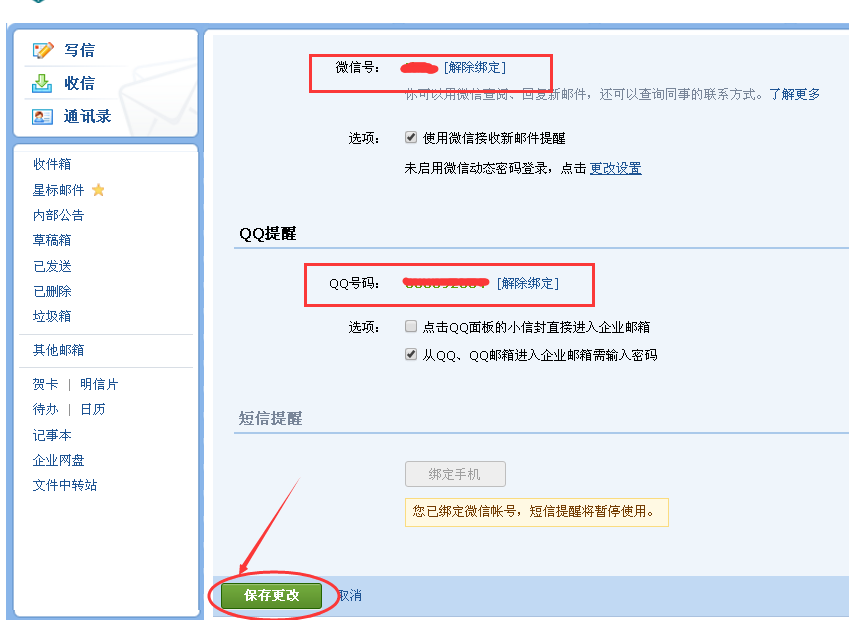 写信
收信
通讯录
收件箱
星标邮件
内部公告
草稿箱
已发送
已删除
垃圾箱
其他邮箱
贺卡 | 明信片
待办 | 日历
记事本
企业网盘
文件中转站
微信号： [解除绑定]
你可以用微信查阅、回复新邮件，还可以查询同事的联系方式。了解更多
选项： 使用微信接收新邮件提醒
未启用微信动态密码登录，点击 更改设置
QQ提醒
QQ号码： [解除绑定]
选项： 点击QQ面板的小信封直接进入企业邮箱
从QQ、QQ邮箱进入企业邮箱需输入密码
短信提醒
绑定手机
您已绑定微信帐号，短信提醒将暂停使用。
保存更改 取消